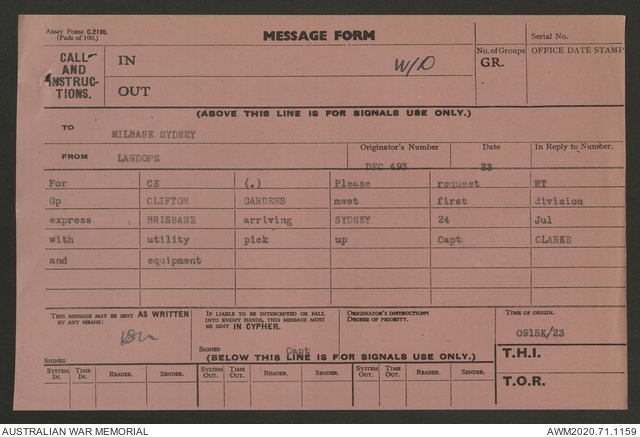 ARMY FORM C.2136.
(Pads of 100.)
MESSAGE FORM
Serial No.
CALL
AND
INSTRUC-
TIONS.
IN
W/D
No. of Groups
GR.
OFFICE DATE STAMP
OUT
(ABOVE THIS LINE IS FOR SIGNALS USE ONLY.)
TO
MILBASE SYDNEY
FROM
LANDOPS
Originator's Number
DEC 693
Date
23
In Reply to Number.
For CE (.) Please request WT
Gp CLIFTON GARDENS meet first division
express BRISBANE arriving SYDNEY 24 Jul
with utility pick up Capt CLARKE
and equipment
THIS MESSAGE MAY BE SENT AS WRITTEN
BY ANY MEANS:
SIGNED
IF LIABLE TO BE INTERCEPTED OR FALL
INTO ENEMY HANDS, THIS MESSAGE MUST
BE SENT IN CYPHER.
SIGNED Capt
ORIGINATOR'S INSTRUCTIONS
DEGREE OF PRIORITY.
TIME OF ORIGIN.
0915K/23
(BELOW THIS LINE IS FOR SIGNALS USE ONLY.)
T.H.I.
T.O.R.
SYSTEM IN. TIME IN. READER. SENDER. SYSTEM OUT. TIME OUT. READER. SENDER. SYSTEM OUT. TIME OUT. READER. SENDER.
AUSTRALIAN WAR MEMORIAL
AWM2020.71.1159